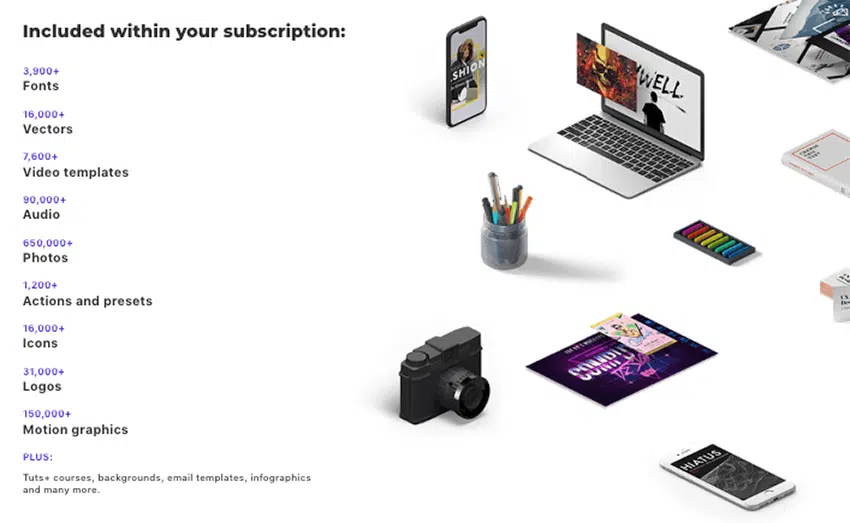 Included within your subscription:
3,900+
Fonts
16,000+
Vectors
7,600+
Video templates
90,000+
Audio
650,000+
Photos
1,200+
Actions and presets
16,000+
Icons
31,000+
Logos
150,000+
Motion graphics
PLUS:
Tuts+ courses, backgrounds, email templates, infographics
and many more.
WELL
HIATUS